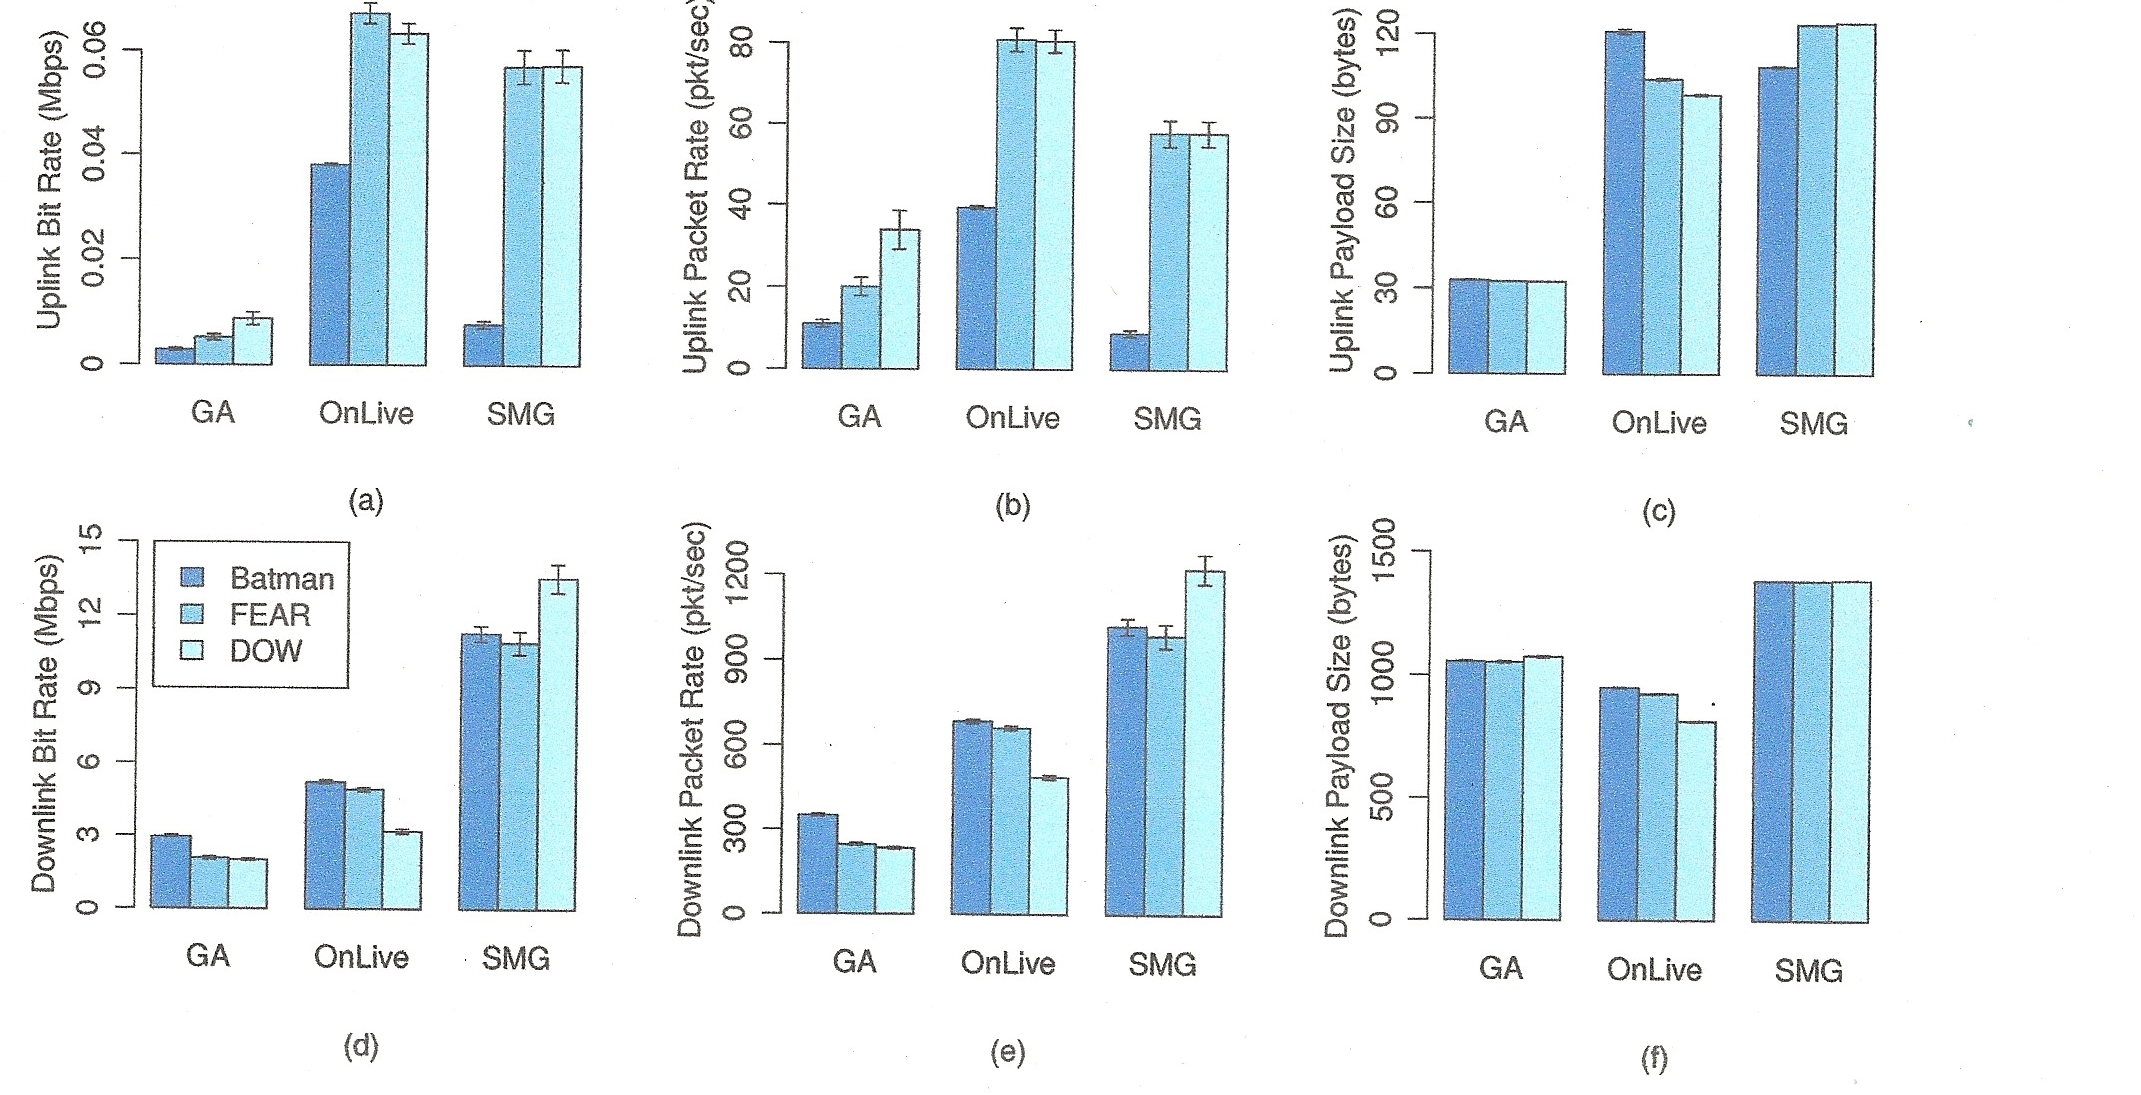 Uplink Bit Rate (Mbps)
0 0.02 0.04 0.06
GA OnLive SMG
(a)
Uplink Packet Rate (pkt/sec)
0 20 40 60 80
GA OnLive SMG
(b)
Uplink Payload Size (bytes)
0 30 60 90 120
GA OnLive SMG
(c)
Downlink Bit Rate (Mbps)
0 3 6 9 12 15
Batman
FEAR
DOW
GA OnLive SMG
(d)
Downlink Packet Rate (pkt/sec)
0 300 600 900 1200
GA OnLive SMG
(e)
Downlink Payload Size (bytes)
0 500 1000 1500
GA OnLive SMG
(f)